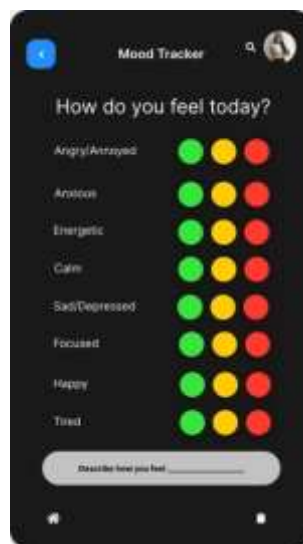 Mood Tracker
How do you feel today?
Angry/Annoyed
Anxious
Energetic
Calm
Sad/Depressed
Focused
Happy
Tired
Describe how you feel _______________